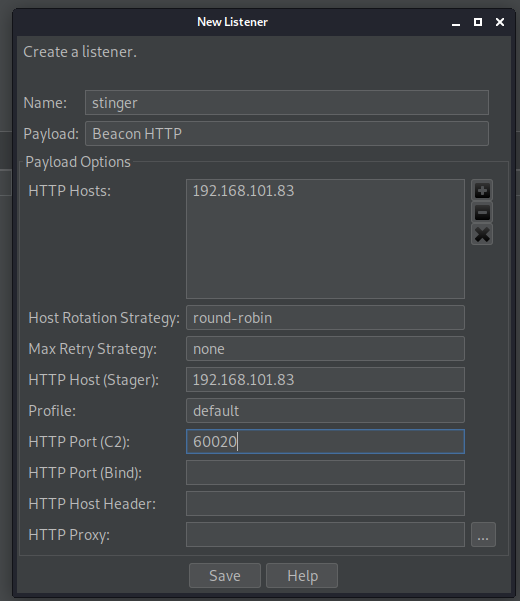 New Listener
Create a listener.
Name: stinger
Payload: Beacon HTTP
Payload Options
HTTP Hosts: 192.168.101.83
Host Rotation Strategy: round-robin
Max Retry Strategy: none
HTTP Host (Stager): 192.168.101.83
Profile: default
HTTP Port (C2): 60020
HTTP Port (Bind):
HTTP Host Header:
HTTP Proxy: ...
Save Help